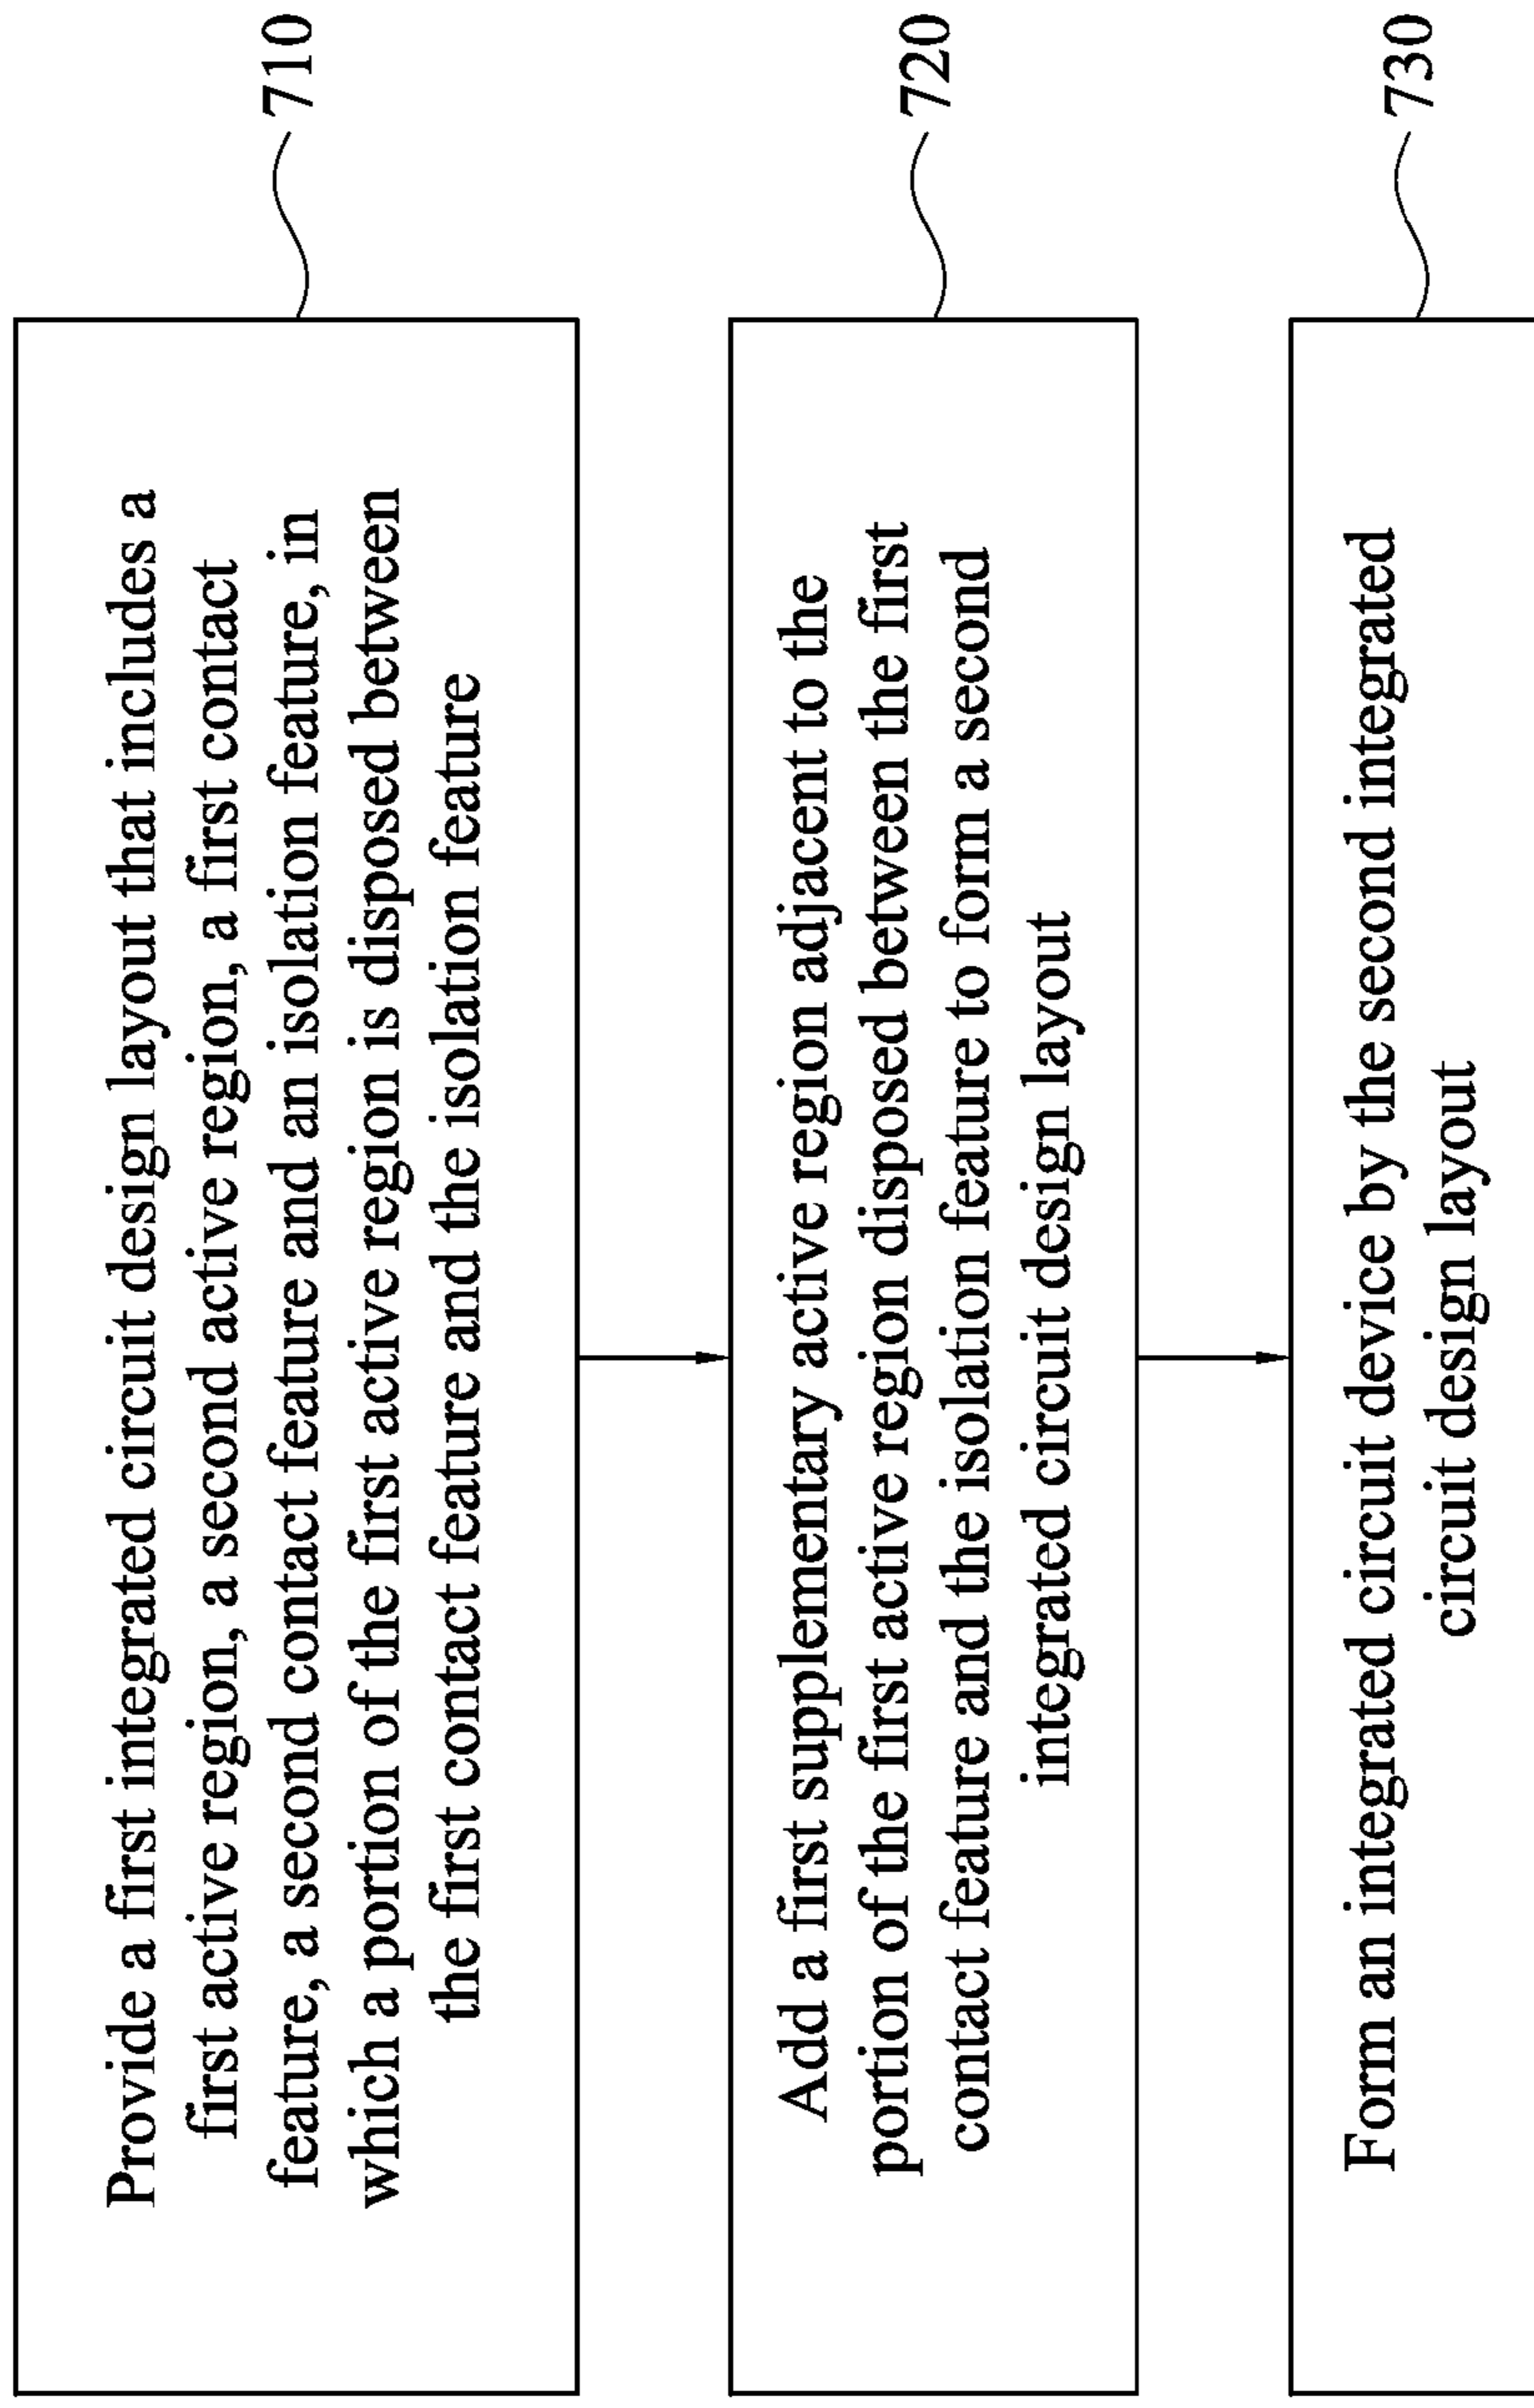 Provide a first integrated circuit design layout that includes a
first active region, a second active region, a first contact
feature, a second contact feature and an isolation feature, in
which a portion of the first active region is disposed between
the first contact feature and the isolation feature
710
Add a first supplementary active region adjacent to the
portion of the first active region disposed between the first
contact feature and the isolation feature to form a second
integrated circuit design layout
720
Form an integrated circuit device by the second integrated
circuit design layout
730